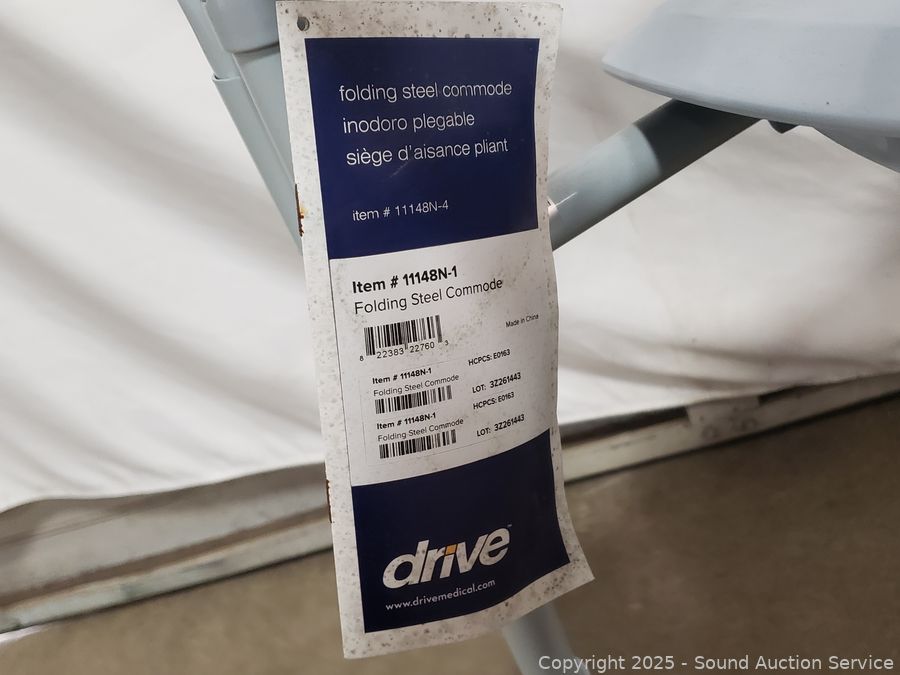 folding steel commode
inodoro plegable
siège d'aisance pliant
item # 11148N-4
Item # 11148N-1
Folding Steel Commode
8 22383 22760 3
Made in China
Item # 11148N-1
HCPCS: E0163
Folding Steel Commode
LOT: 3Z261443
Item # 11148N-1
HCPCS: E0163
Folding Steel Commode
LOT: 3Z261443
drive™
www.drivemedical.com
Copyright © 2025 - Sound Auction Service